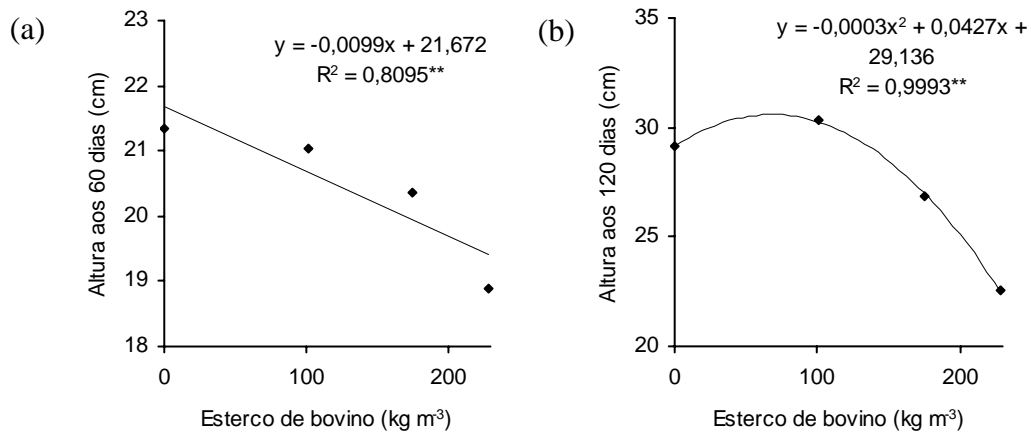 (a)
y = -0,0099x + 21,672
R² = 0,8095**
Altura aos 60 dias (cm)
23
22
21
20
19
18
0 100 200
Esterco de bovino (kg m⁻³)
(b)
y = -0,0003x² + 0,0427x +
29,136
R² = 0,9993**
Altura aos 120 dias (cm)
35
30
25
20
0 100 200
Esterco de bovino (kg m⁻³)